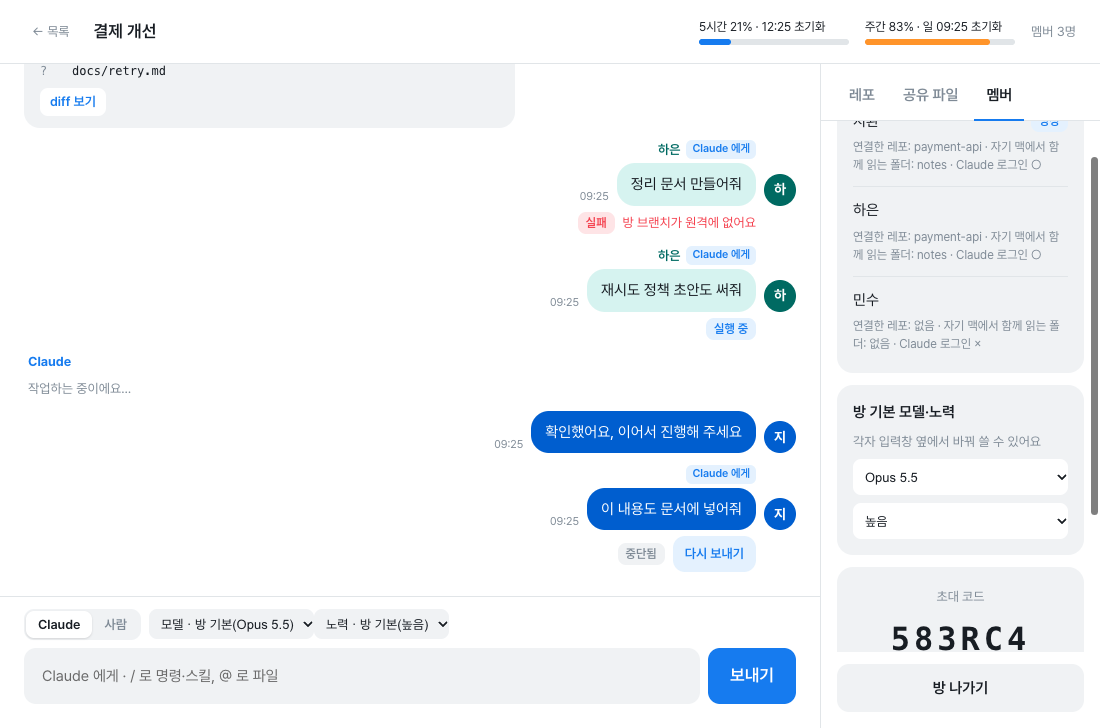 ← 목록 결제 개선
5시간 21% · 12:25 초기화
주간 83% · 일 09:25 초기화
멤버 3명
? docs/retry.md
diff 보기
하은 Claude 에게
정리 문서 만들어줘
하
09:25
실패 방 브랜치가 원격에 없어요
하은 Claude 에게
재시도 정책 초안도 써줘
하
09:25
실행 중
Claude
작업하는 중이에요…
확인했어요, 이어서 진행해 주세요
지
09:25
Claude 에게
이 내용도 문서에 넣어줘
지
09:25
중단됨 다시 보내기
Claude 사람 모델 · 방 기본(Opus 5.5) 노력 · 방 기본(높음)
Claude 에게 · / 로 명령·스킬, @ 로 파일
보내기
레포 공유 파일 멤버
연결한 레포: payment-api · 자기 맥에서 함
께 읽는 폴더: notes · Claude 로그인 ○
하은
연결한 레포: payment-api · 자기 맥에서 함
께 읽는 폴더: notes · Claude 로그인 ○
민수
연결한 레포: 없음 · 자기 맥에서 함께 읽는 폴
더: 없음 · Claude 로그인 ×
방 기본 모델·노력
각자 입력창 옆에서 바꿔 쓸 수 있어요
Opus 5.5
높음
초대 코드
583RC4
방 나가기